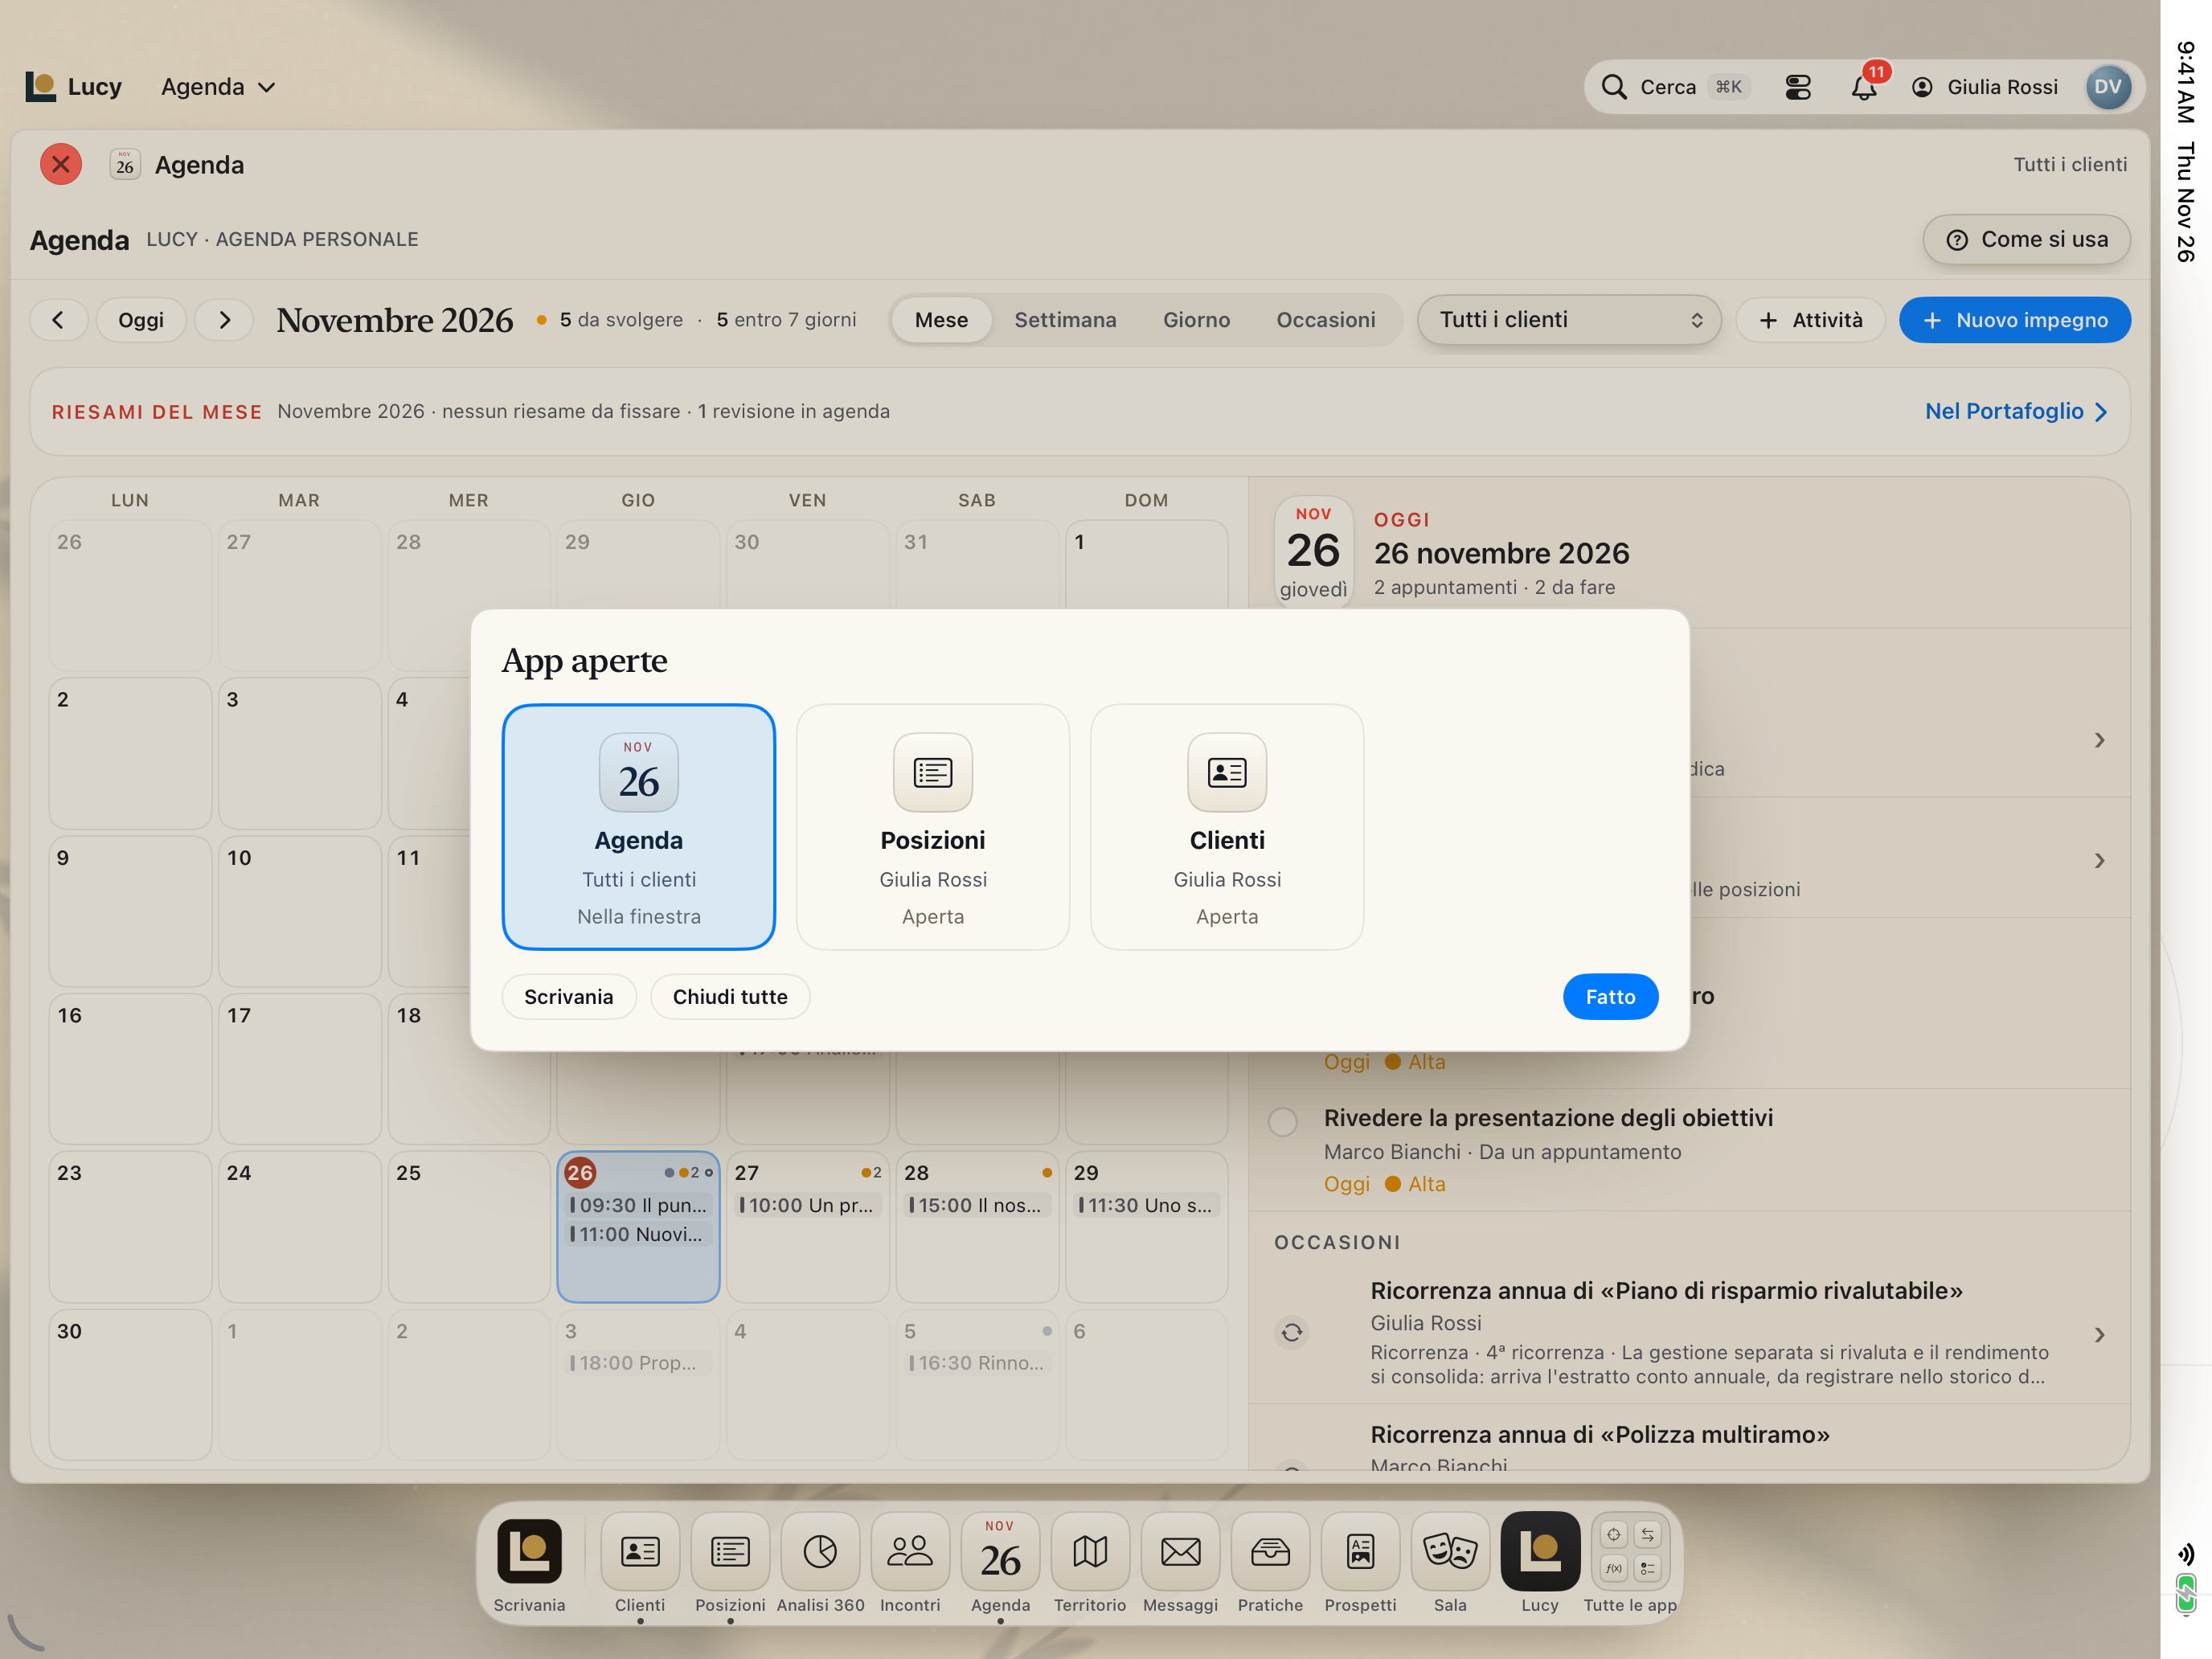 9:41 AM Thu Nov 26
Lucy Agenda
Cerca ⌘K 11 Giulia Rossi DV
NOV 26 Agenda Tutti i clienti
Agenda LUCY · AGENDA PERSONALE Come si usa
Oggi Novembre 2026 5 da svolgere · 5 entro 7 giorni Mese Settimana Giorno Occasioni Tutti i clienti + Attività + Nuovo impegno
RIESAMI DEL MESE Novembre 2026 · nessun riesame da fissare · 1 revisione in agenda Nel Portafoglio
LUN MAR MER GIO VEN SAB DOM
26 27 28 29 30 31 1
2 3 4
9 10 11
16 17 18
23 24 25 26 2 27 2 28 29
09:30 Il pun... 10:00 Un pr... 15:00 Il nos... 11:30 Uno s...
11:00 Nuovi...
30 1 2 3 4 5 6
18:00 Prop... 16:30 Rinno...
NOV
26
giovedì
OGGI
26 novembre 2026
2 appuntamenti · 2 da fare
dica
lle posizioni
ro
Oggi Alta
Rivedere la presentazione degli obiettivi
Marco Bianchi · Da un appuntamento
Oggi Alta
OCCASIONI
Ricorrenza annua di «Piano di risparmio rivalutabile»
Giulia Rossi
Ricorrenza · 4ª ricorrenza · La gestione separata si rivaluta e il rendimento
si consolida: arriva l'estratto conto annuale, da registrare nello storico d...
Ricorrenza annua di «Polizza multiramo»
Marco Bianchi
App aperte
NOV
26
Agenda
Tutti i clienti
Nella finestra
Posizioni
Giulia Rossi
Aperta
Clienti
Giulia Rossi
Aperta
Scrivania Chiudi tutte Fatto
NOV
26
A
f(x)
Scrivania Clienti Posizioni Analisi 360 Incontri Agenda Territorio Messaggi Pratiche Prospetti Sala Lucy Tutte le app